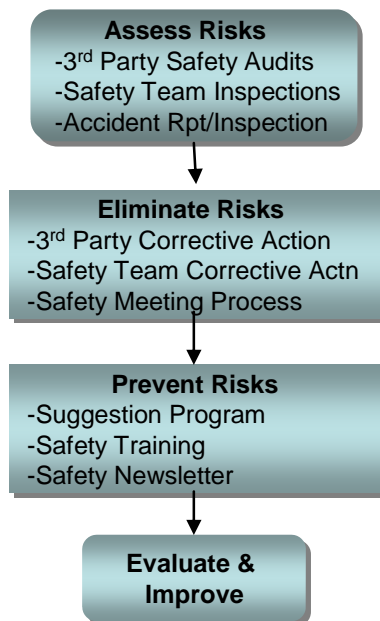 Assess Risks
-3rd Party Safety Audits
-Safety Team Inspections
-Accident Rpt/Inspection
Eliminate Risks
-3rd Party Corrective Action
-Safety Team Corrective Actn
-Safety Meeting Process
Prevent Risks
-Suggestion Program
-Safety Training
-Safety Newsletter
Evaluate &
Improve